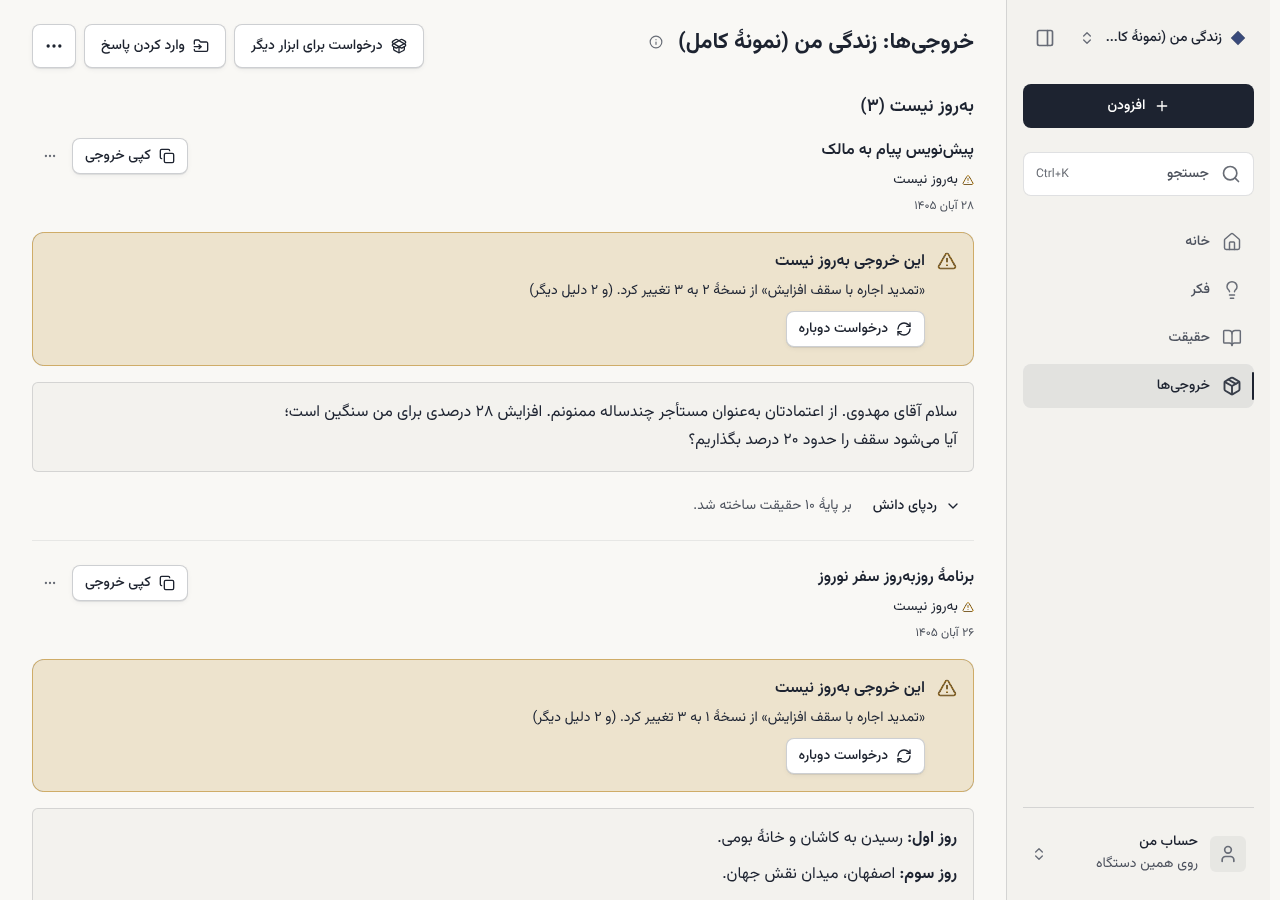 زندگی من (نمونهٔ کا...
افزودن
جستجو
Ctrl+K
خانه
فکر
حقیقت
خروجی‌ها
حساب من
روی همین دستگاه
خروجی‌ها: زندگی من (نمونهٔ کامل)
درخواست برای ابزار دیگر
وارد کردن پاسخ
به‌روز نیست (۳)
پیش‌نویس پیام به مالک
کپی خروجی
به‌روز نیست
۲۸ آبان ۱۴۰۵
این خروجی به‌روز نیست
«تمدید اجاره با سقف افزایش» از نسخهٔ ۲ به ۳ تغییر کرد. (و ۲ دلیل دیگر)
درخواست دوباره
سلام آقای مهدوی. از اعتمادتان به‌عنوان مستأجر چندساله ممنونم. افزایش ۲۸ درصدی برای من سنگین است؛
آیا می‌شود سقف را حدود ۲۰ درصد بگذاریم؟
ردپای دانش
بر پایهٔ ۱۰ حقیقت ساخته شد.
برنامهٔ روزبه‌روز سفر نوروز
کپی خروجی
به‌روز نیست
۲۶ آبان ۱۴۰۵
این خروجی به‌روز نیست
«تمدید اجاره با سقف افزایش» از نسخهٔ ۱ به ۳ تغییر کرد. (و ۲ دلیل دیگر)
درخواست دوباره
روز اول: رسیدن به کاشان و خانهٔ بومی.
روز سوم: اصفهان، میدان نقش جهان.